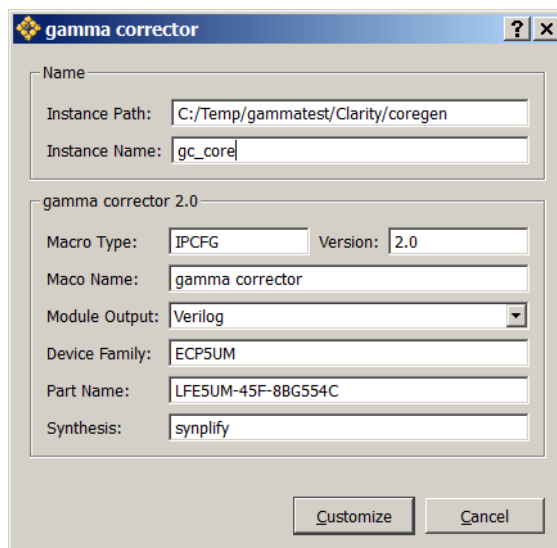 gamma corrector ? ×
Name
Instance Path: C:/Temp/gammatest/Clarity/coregen
Instance Name: gc_core
gamma corrector 2.0
Macro Type: IPCFG Version: 2.0
Maco Name: gamma corrector
Module Output: Verilog
Device Family: ECP5UM
Part Name: LFE5UM-45F-8BG554C
Synthesis: synplify
Customize Cancel